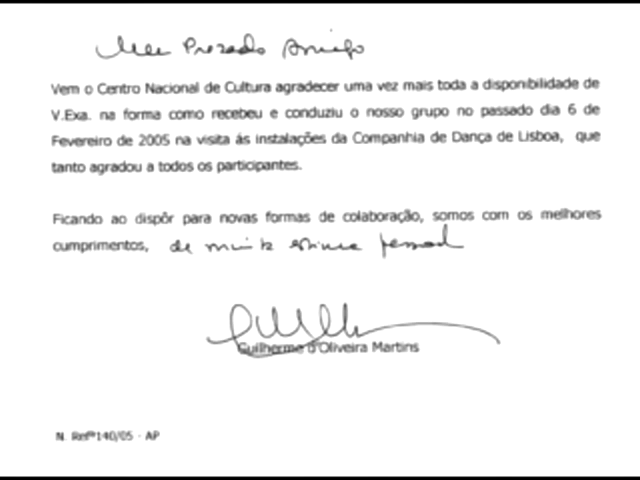 Meu Prezado Amigo
Vem o Centro Nacional de Cultura agradecer uma vez mais toda a disponibilidade de
V.Exa. na forma como recebeu e conduziu o nosso grupo no passado dia 6 de
Fevereiro de 2005 na visita ás instalações da Companhia de Dança de Lisboa, que
tanto agradou a todos os participantes.
Ficando ao dispôr para novas formas de colaboração, somos com os melhores
cumprimentos, de muita estima pessoal
Guilherme d'Oliveira Martins
N. Refª140/05 - AP